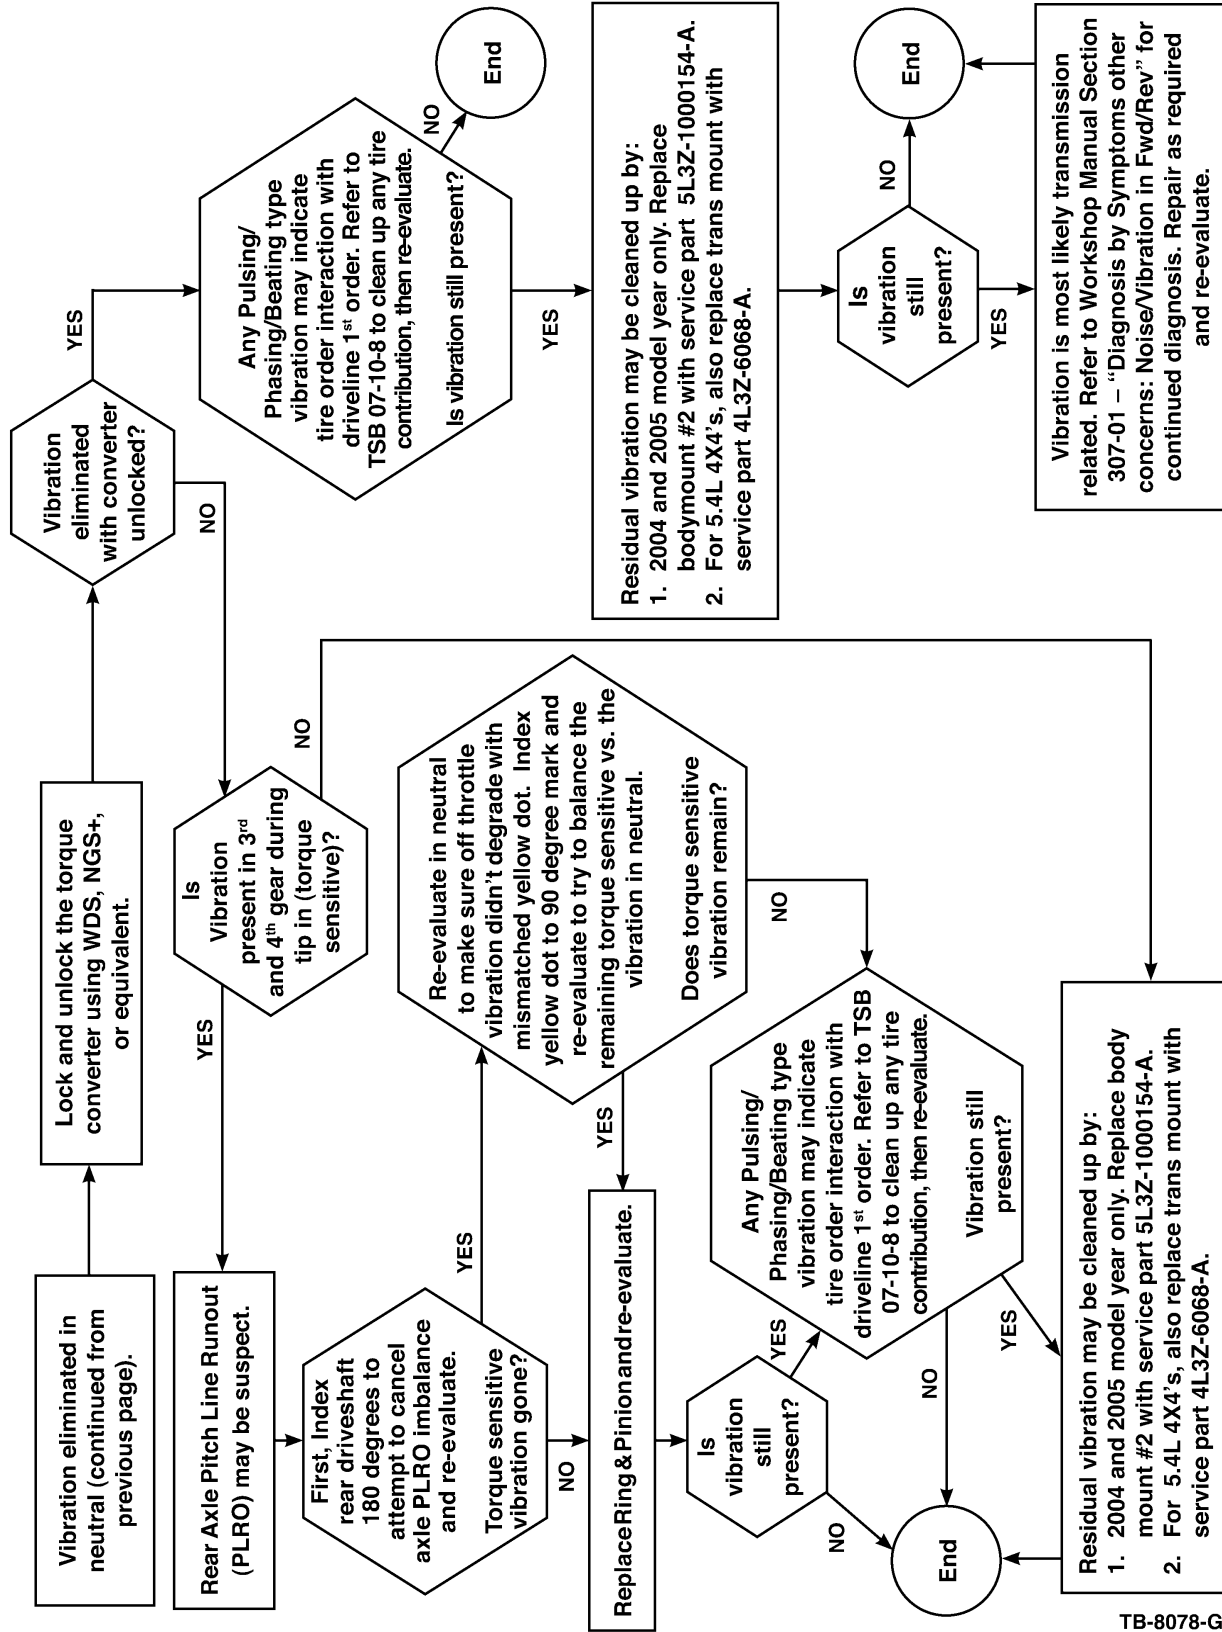 Vibration eliminated in
neutral (continued from
previous page).
Lock and unlock the torque
converter using WDS, NGS+,
or equivalent.
Vibration
eliminated
with converter
unlocked?
YES
NO
Any Pulsing/
Phasing/Beating type
vibration may indicate
tire order interaction with
driveline 1st order. Refer to
TSB 07-10-8 to clean up any tire
contribution, then re-evaluate.
Is vibration still present?
NO
End
YES
Residual vibration may be cleaned up by:
1. 2004 and 2005 model year only. Replace
bodymount #2 with service part 5L3Z-1000154-A.
2. For 5.4L 4X4's, also replace trans mount with
service part 4L3Z-6068-A.
Is
vibration
still
present?
NO
End
YES
Vibration is most likely transmission
related. Refer to Workshop Manual Section
307-01 – “Diagnosis by Symptoms other
concerns: Noise/Vibration in Fwd/Rev” for
continued diagnosis. Repair as required
and re-evaluate.
Is
Vibration
present in 3rd
and 4th gear during
tip in (torque
sensitive)?
YES
NO
Rear Axle Pitch Line Runout
(PLRO) may be suspect.
First, Index
rear driveshaft
180 degrees to
attempt to cancel
axle PLRO imbalance
and re-evaluate.
Torque sensitive
vibration gone?
YES
NO
Re-evaluate in neutral
to make sure off throttle
vibration didn't degrade with
mismatched yellow dot. Index
yellow dot to 90 degree mark and
re-evaluate to try to balance the
remaining torque sensitive vs. the
vibration in neutral.
Does torque sensitive
vibration remain?
YES
NO
Replace Ring & Pinion and re-evaluate.
Is
vibration
still
present?
YES
NO
Any Pulsing/
Phasing/Beating type
vibration may indicate
tire order interaction with
driveline 1st order. Refer to TSB
07-10-8 to clean up any tire
contribution, then re-evaluate.
Vibration still
present?
NO
YES
End
Residual vibration may be cleaned up by:
1. 2004 and 2005 model year only. Replace body
mount #2 with service part 5L3Z-1000154-A.
2. For 5.4L 4X4's, also replace trans mount with
service part 4L3Z-6068-A.
TB-8078-G